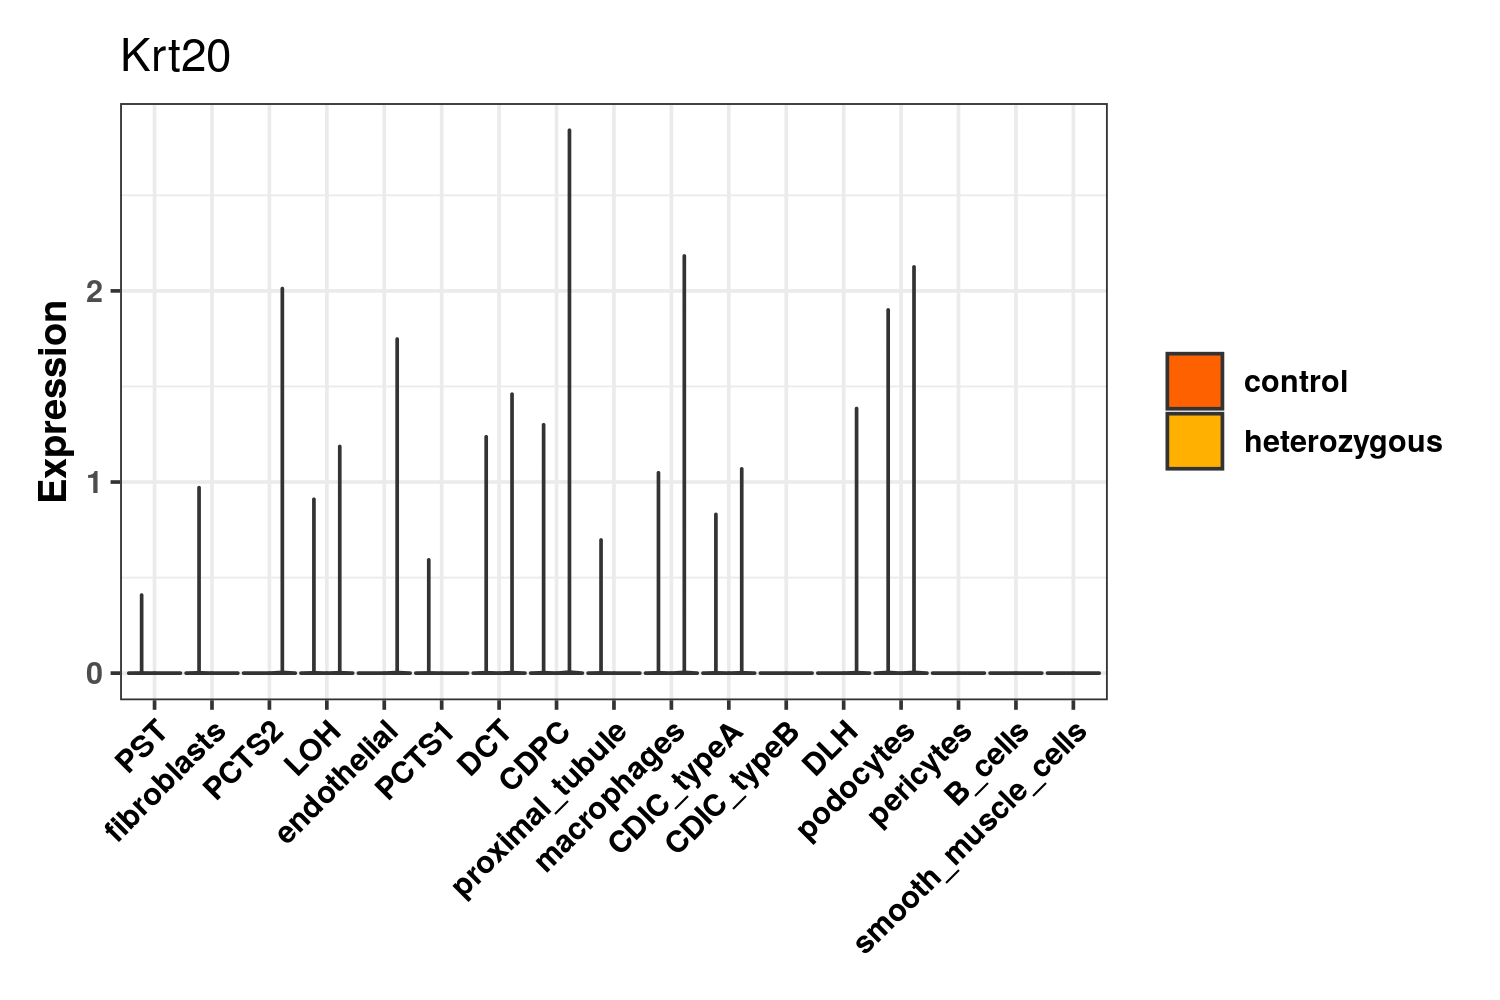 Krt20
Expression
2
1
0
PST
fibroblasts
PCTS2
LOH
endothelial
PCTS1
DCT
CDPC
proximal_tubule
macrophages
CDIC_typeA
CDIC_typeB
DLH
podocytes
pericytes
B_cells
smooth_muscle_cells
control
heterozygous